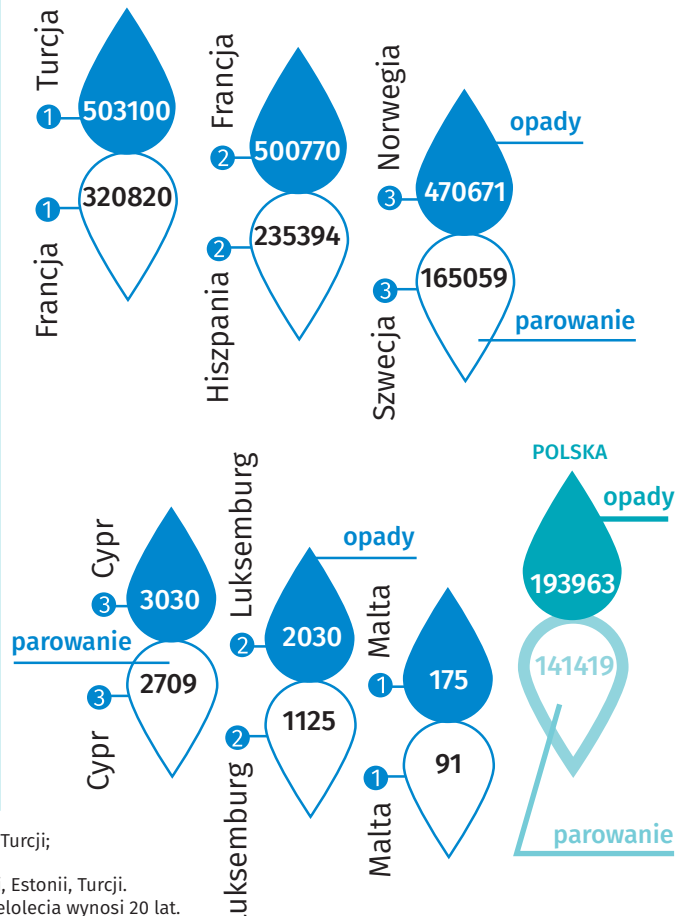 Turcja
1
503100
1
320820
Francja
Francja
2
500770
2
235394
Hiszpania
Norwegia
3
470671
opady
3
165059
Szwecja
parowanie
Cypr
3
3030
parowanie
3
2709
Cypr
Luksemburg
2
2030
opady
2
1125
uksemburg
Malta
1
175
1
91
Malta
POLSKA
opady
193963
141419
parowanie
Turcji;
, Estonii, Turcji.
elolecia wynosi 20 lat.